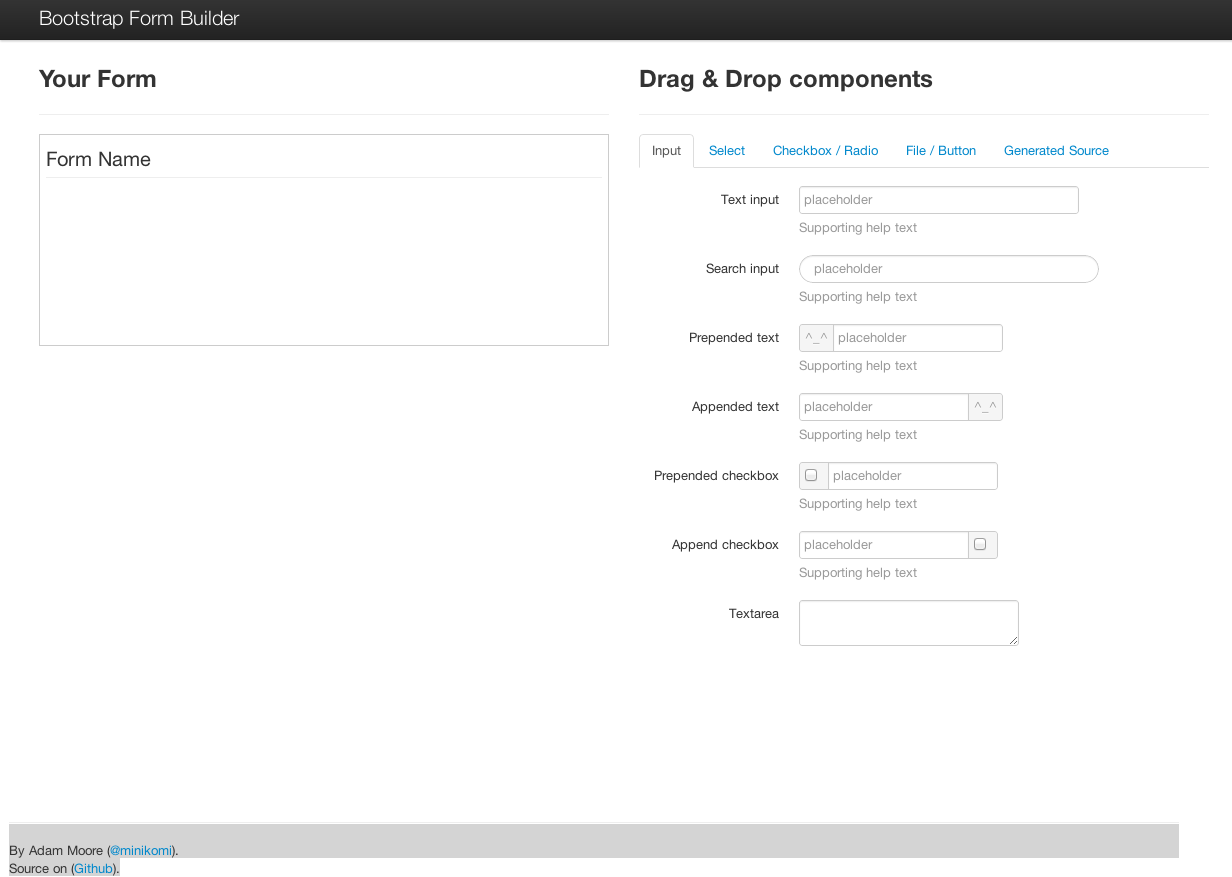 Bootstrap Form Builder
Your Form
Form Name
Drag & Drop components
Input Select Checkbox / Radio File / Button Generated Source
Text input placeholder
Supporting help text
Search input placeholder
Supporting help text
Prepended text ^_^ placeholder
Supporting help text
Appended text placeholder ^_^
Supporting help text
Prepended checkbox placeholder
Supporting help text
Append checkbox placeholder
Supporting help text
Textarea
By Adam Moore (@minikomi).
Source on (Github).